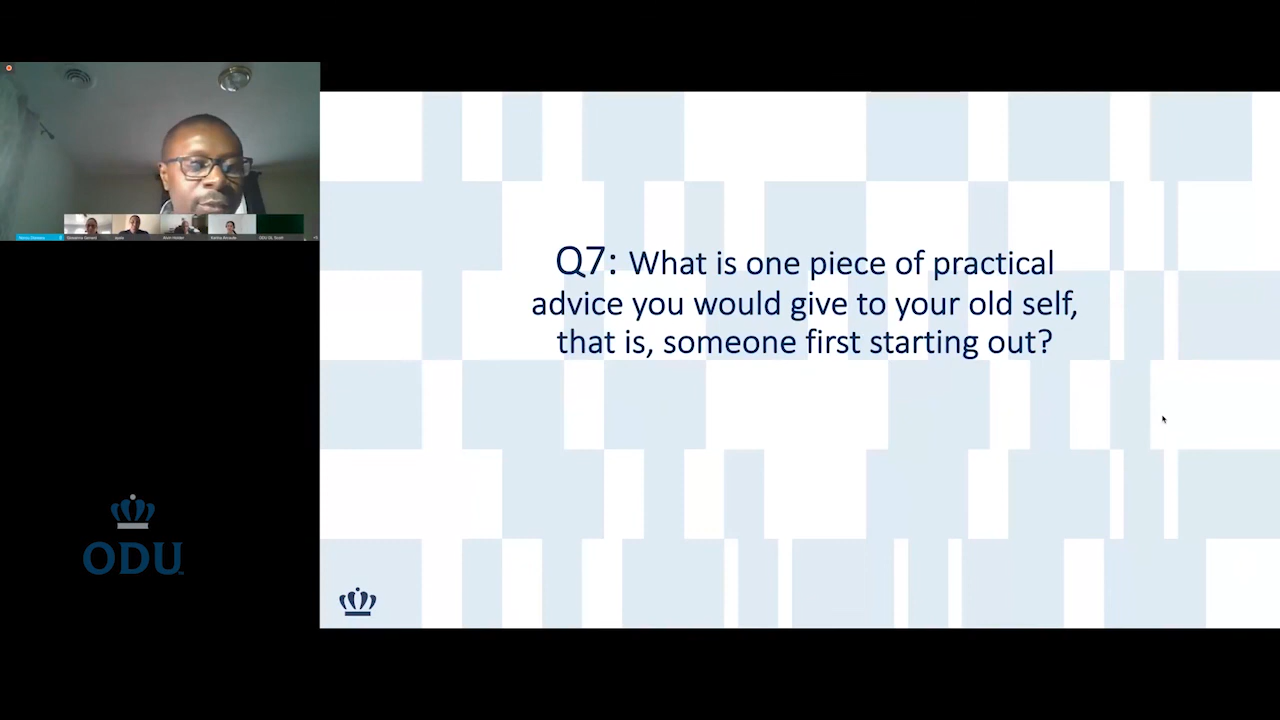 Q7: What is one piece of practical
advice you would give to your old self,
that is, someone first starting out?
ODU